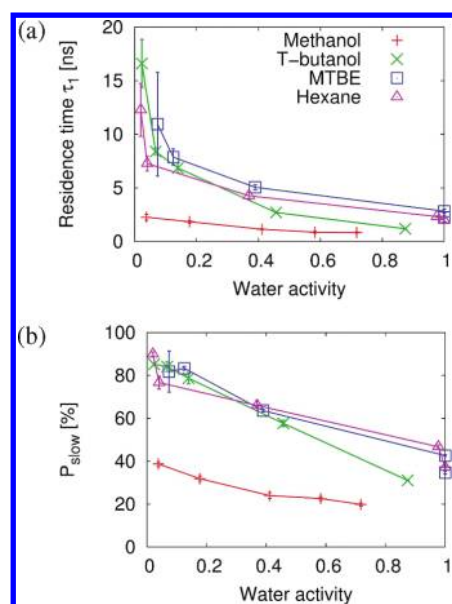 (a)
Residence time τ1 [ns]
20
15
10
5
0
Methanol
T-butanol
MTBE
Hexane
0 0.2 0.4 0.6 0.8 1
Water activity
(b)
Pslow [%]
100
80
60
40
20
0
0 0.2 0.4 0.6 0.8 1
Water activity